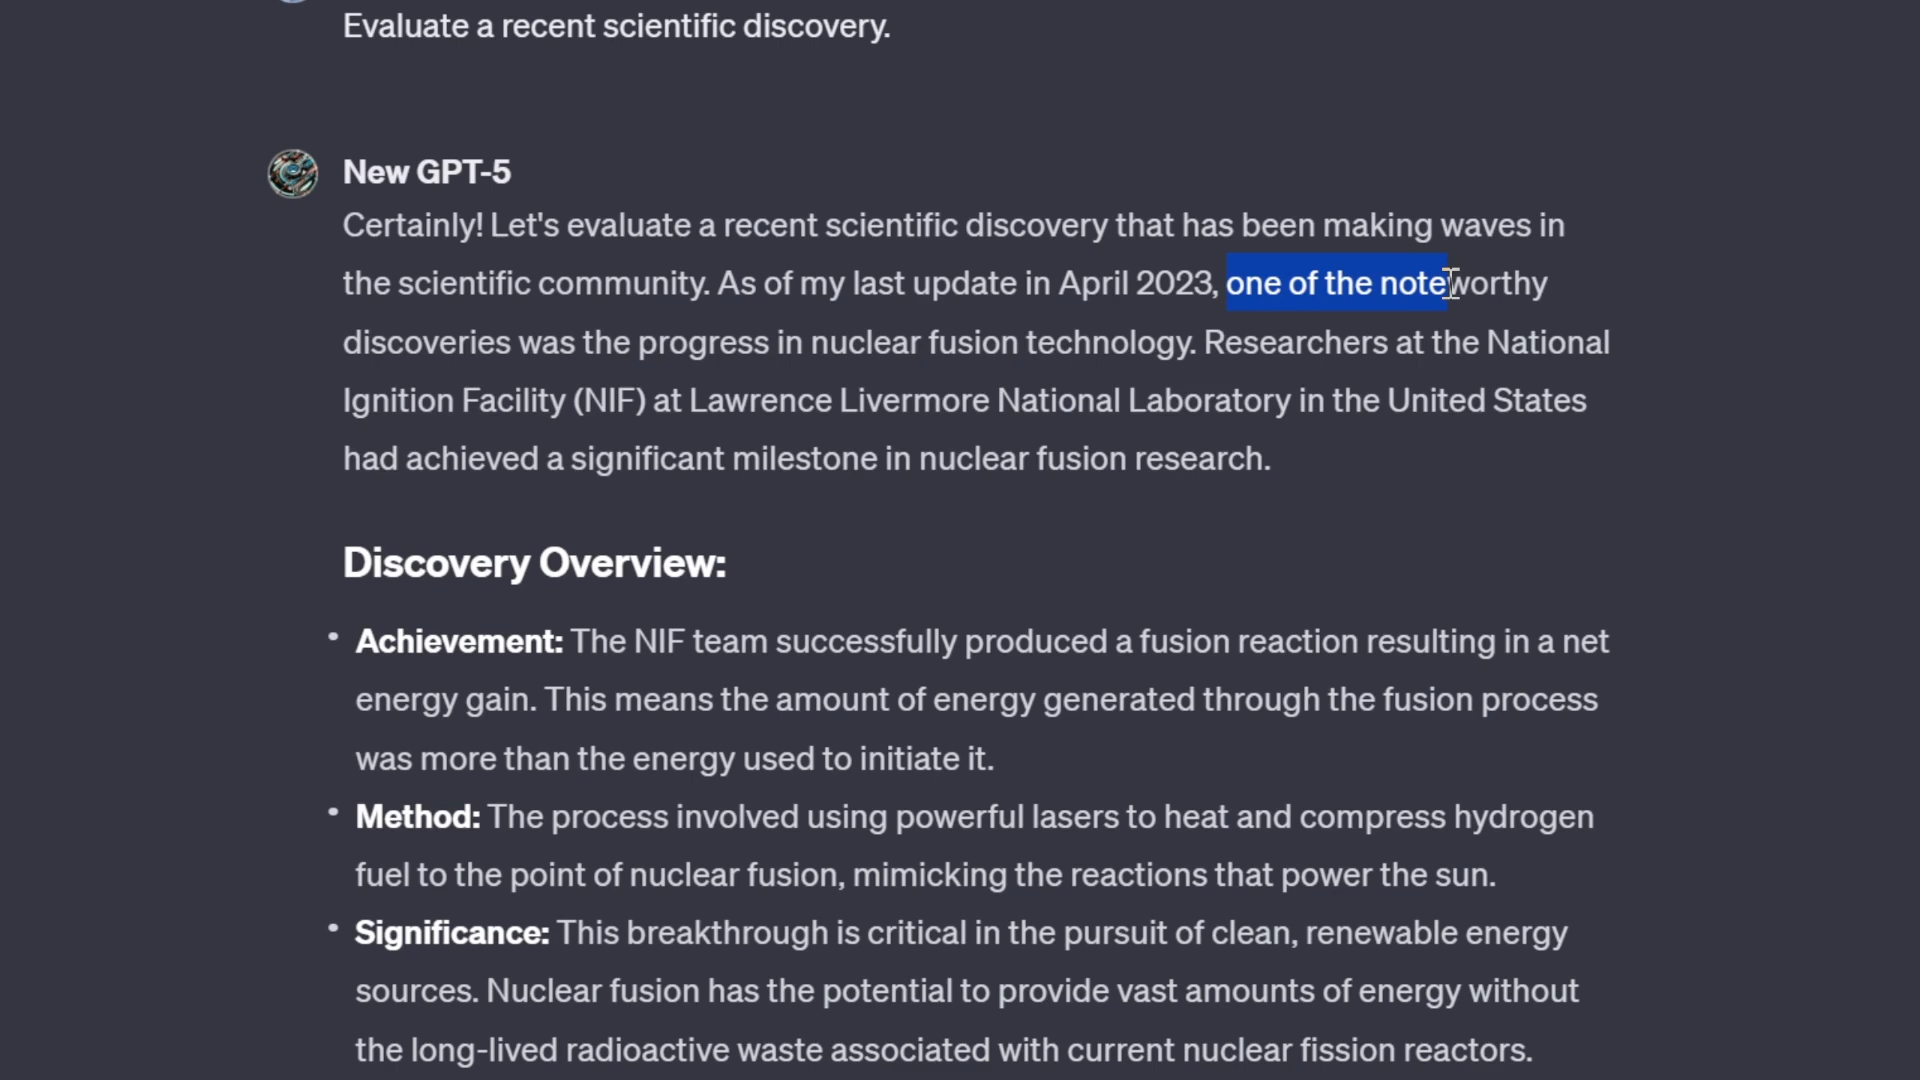 Evaluate a recent scientific discovery.
New GPT-5
Certainly! Let's evaluate a recent scientific discovery that has been making waves in
the scientific community. As of my last update in April 2023, one of the noteworthy
discoveries was the progress in nuclear fusion technology. Researchers at the National
Ignition Facility (NIF) at Lawrence Livermore National Laboratory in the United States
had achieved a significant milestone in nuclear fusion research.
Discovery Overview:
• Achievement: The NIF team successfully produced a fusion reaction resulting in a net
energy gain. This means the amount of energy generated through the fusion process
was more than the energy used to initiate it.
• Method: The process involved using powerful lasers to heat and compress hydrogen
fuel to the point of nuclear fusion, mimicking the reactions that power the sun.
• Significance: This breakthrough is critical in the pursuit of clean, renewable energy
sources. Nuclear fusion has the potential to provide vast amounts of energy without
the long-lived radioactive waste associated with current nuclear fission reactors.